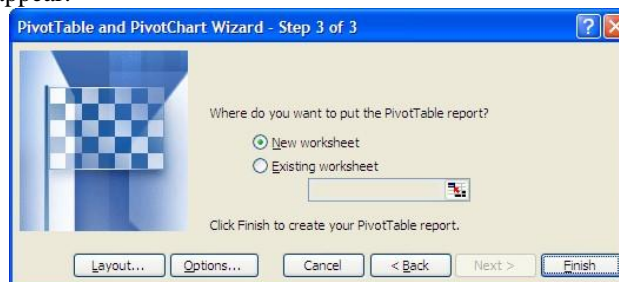 appear.
PivotTable and PivotChart Wizard - Step 3 of 3
Where do you want to put the PivotTable report?
New worksheet
Existing worksheet
Click Finish to create your PivotTable report.
Layout... Options... Cancel < Back Next > Finish